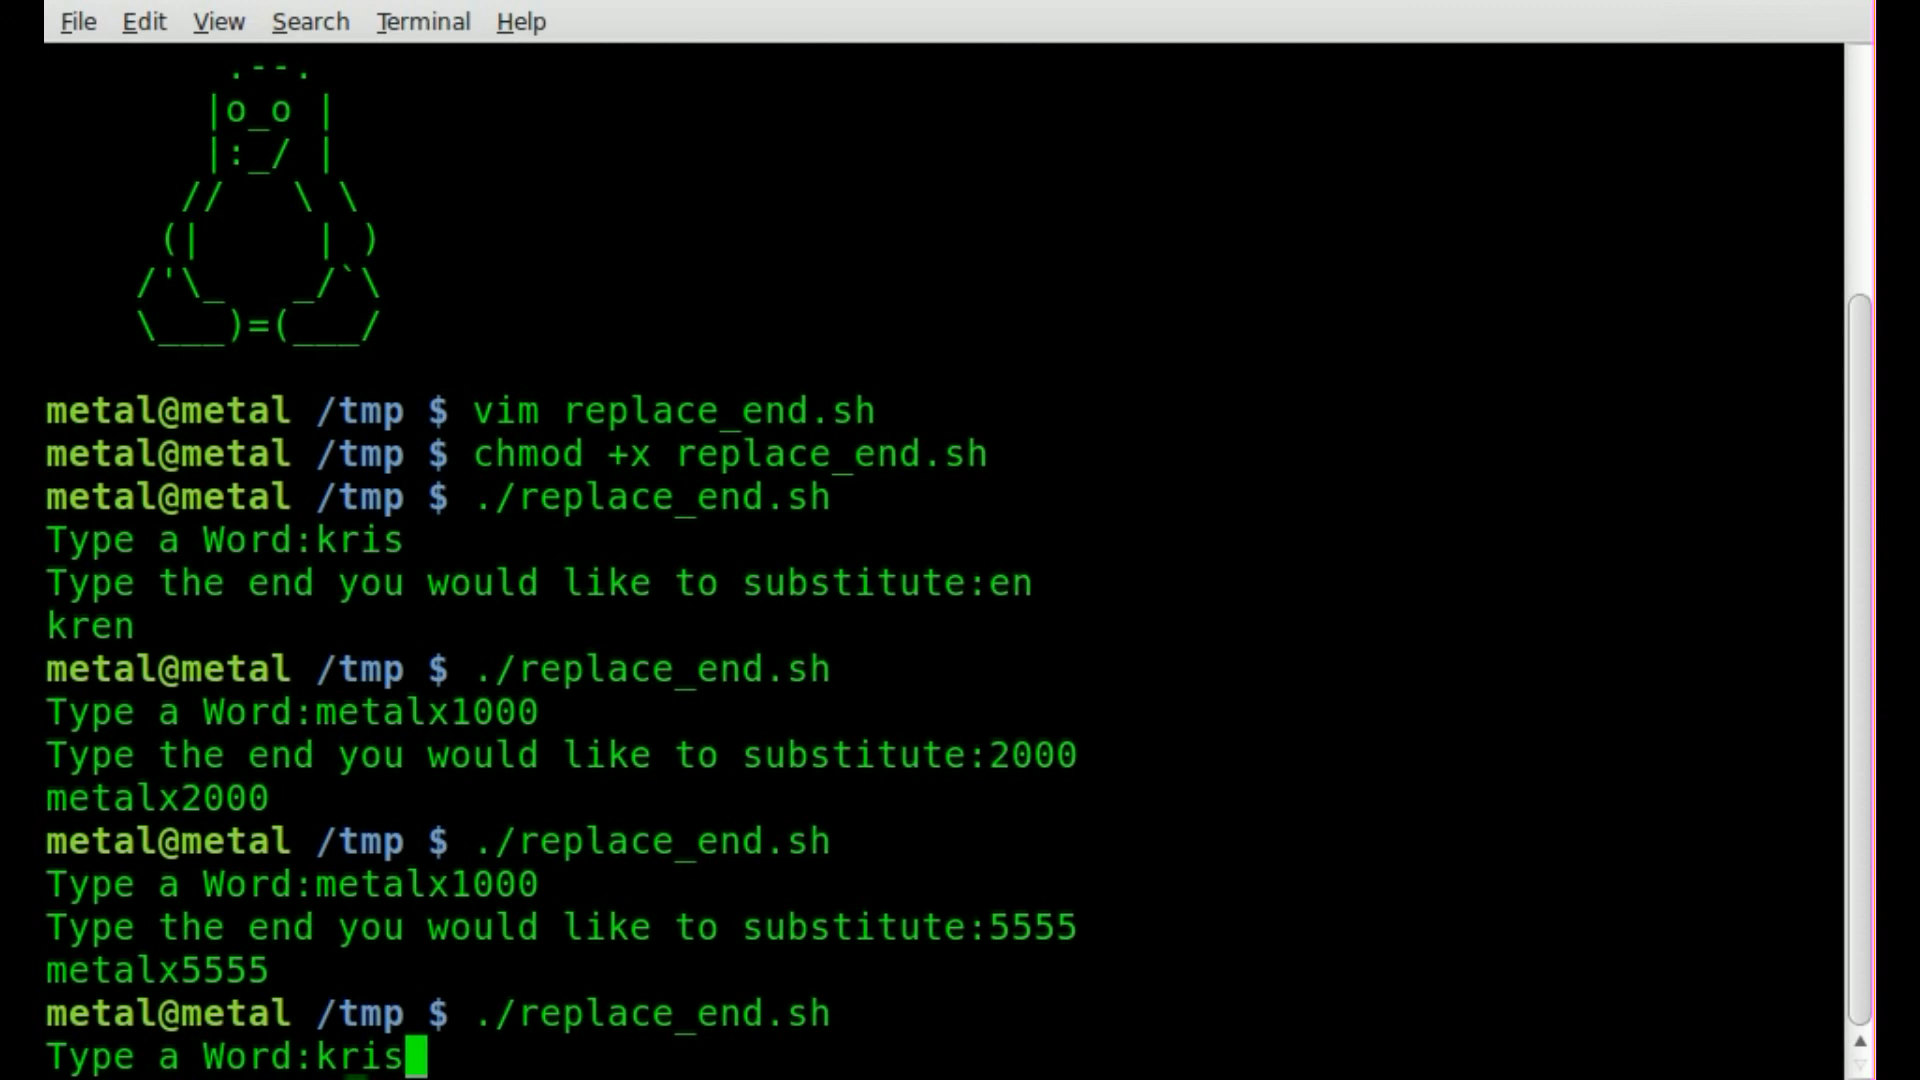 File Edit View Search Terminal Help
.--.
|o_o |
|:_/ |
//   \ \
(|     | )
/'\_   _/`\
\___)=(___/
metal@metal /tmp $ vim replace_end.sh
metal@metal /tmp $ chmod +x replace_end.sh
metal@metal /tmp $ ./replace_end.sh
Type a Word:kris
Type the end you would like to substitute:en
kren
metal@metal /tmp $ ./replace_end.sh
Type a Word:metalx1000
Type the end you would like to substitute:2000
metalx2000
metal@metal /tmp $ ./replace_end.sh
Type a Word:metalx1000
Type the end you would like to substitute:5555
metalx5555
metal@metal /tmp $ ./replace_end.sh
Type a Word:kris